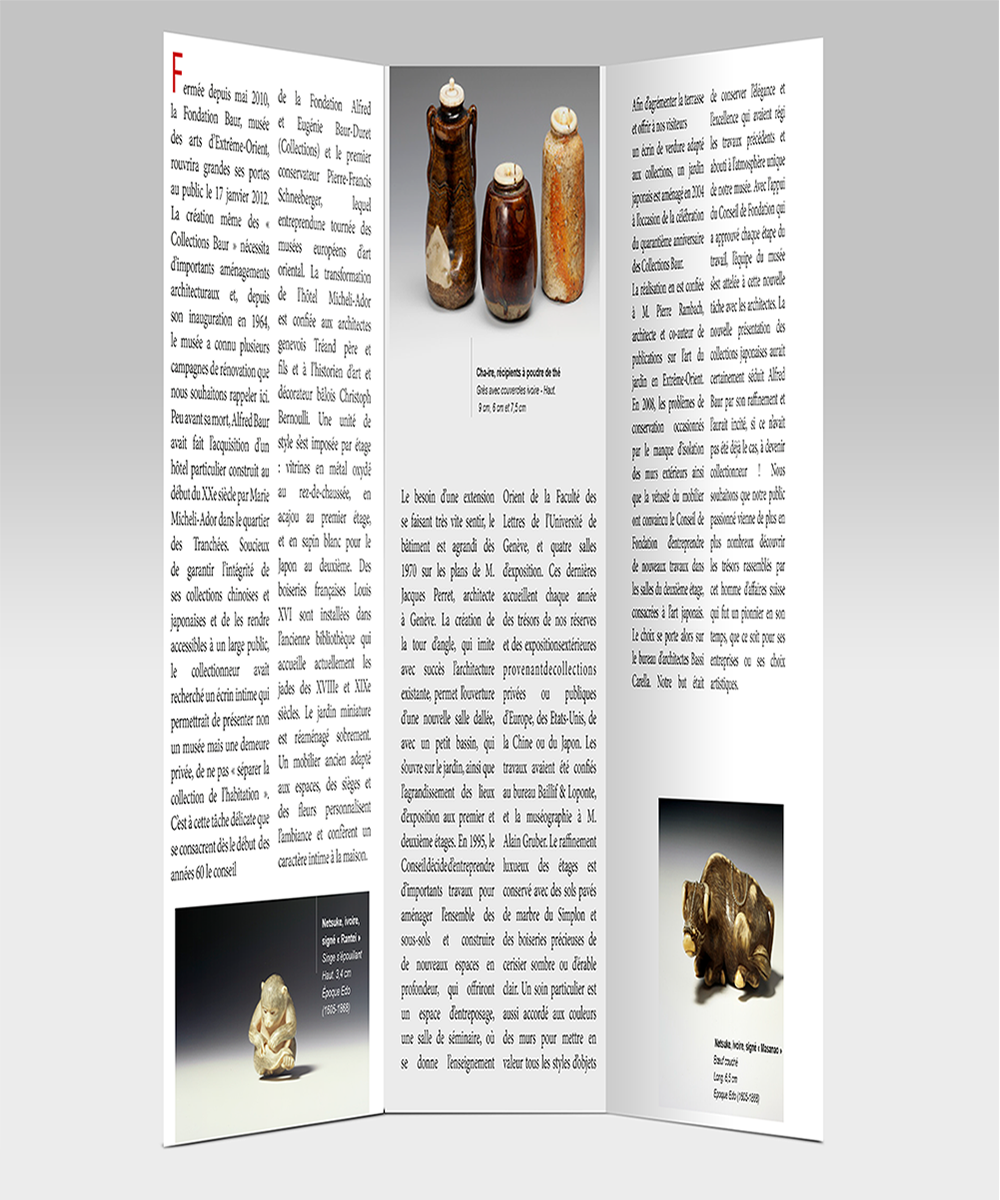 Fermée depuis mai 2010,
la Fondation Baur, musée
des arts d'Extrême-Orient,
rouvrira grandes ses portes
au public le 17 janvier 2012.
La création même des «
Collections Baur » nécessita
d'importants aménagements
architecturaux et, depuis
son inauguration en 1964,
le musée a connu plusieurs
campagnes de rénovation que
nous souhaitons rappeler ici.
Peu avant sa mort, Alfred Baur
avait fait l'acquisition d'un
hôtel particulier construit au
début du XXe siècle par Marie
Micheli-Ador dans le quartier
des Tranchées. Soucieux
de garantir l'intégrité de
ses collections chinoises et
japonaises et de les rendre
accessibles à un large public,
le collectionneur avait
recherché un écrin intime qui
permettrait de présenter non
un musée mais une demeure
privée, de ne pas « séparer la
collection de l'habitation ».
C'est à cette tâche délicate que
se consacrent dès le début des
années 60 le conseil
de la Fondation Alfred
et Eugénie Baur-Duret
(Collections) et le premier
conservateur Pierre-Francis
Schneeberger, lequel
entreprendune tournée des
musées europèens d'art
oriental. La transformation
de l'hôtel Micheli-Ador
est confiée aux architectes
genevois Tréand père et
fils et à l'historien d'art et
décorateur bâlois Christoph
Bernoulli. Une unité de
style s'est imposée par étage
: vitrines en métal oxydé
au rez-de-chaussée, en
acajou au premier étage,
et en sapin blanc pour le
Japon au deuxième. Des
boiseries françaises Louis
XVI sont installées dans
l'ancienne bibliothèque qui
accueille actuellement les
jades des XVIIIe et XIXe
siècles. Le jardin miniature
est réaménagé sobrement.
Un mobilier ancien adapté
aux espaces, des sièges et
des fleurs personnalisent
l'ambiance et confèrent un
caractère intime à la maison.
Netsuke, ivoire,
signé « Rantei »
Singe s'épouillant
Haut. 3,4 cm
Époque Edo
(1605-1868)
Cha-ire, récipients à poudre de thé
Grès avec couvercles ivoire - Haut.
9 cm, 6 cm et 7,5 cm
Le besoin d'une extension
se faisant très vite sentir, le
bâtiment est agrandi dès
1970 sur les plans de M.
Jacques Perret, architecte
à Genève. La création de
la tour d'angle, qui imite
avec succès l'architecture
existante, permet l'ouverture
d'une nouvelle salle dallée,
avec un petit bassin, qui
s'ouvre sur le jardin, ainsi que
l'agrandissement des lieux
d'exposition aux premier et
deuxième étages. En 1995, le
Conseil décide d'entreprendre
d'importants travaux pour
aménager l'ensemble des
sous-sols et construire
de nouveaux espaces en
profondeur, qui offriront
un espace d'entreposage,
une salle de séminaire, où
se donne l'enseignement
Orient de la Faculté des
Lettres de l'Université de
Genève, et quatre salles
d'exposition. Ces dernières
accueillent chaque année
des trésors de nos réserves
et des expositionsextérieures
provenantdecollections
privées ou publiques
d'Europe, des Etats-Unis, de
la Chine ou du Japon. Les
travaux avaient été confiés
au bureau Baillif & Loponte,
et la muséographie à M.
Alain Gruber. Le raffinement
luxueux des étages est
conservé avec des sols pavés
de marbre du Simplon et
des boiseries précieuses de
cerisier sombre ou d'érable
clair. Un soin particulier est
aussi accordé aux couleurs
des murs pour mettre en
valeur tous les styles d'objets
Afin d'agrémenter la terrasse
et offrir à nos visiteurs
un écrin de verdure adapté
aux collections, un jardin
japonais est aménagé en 2004
à l'occasion de la célébration
du quarantième anniversaire
des Collections Baur.
La réalisation en est confiée
à M. Pierre Rambach,
architecte et co-auteur de
publications sur l'art du
jardin en Extrême-Orient.
En 2008, les problèmes de
conservation occasionnés
par le manque d'isolation
des murs extérieurs ainsi
que la vétusté du mobilier
ont convaincu le Conseil de
Fondation d'entreprendre
de nouveaux travaux dans
les salles du deuxième étage,
consacrées à l'art japonais.
Le choix se porte alors sur
le bureau d'architectes Bassi
Carella. Notre but était
de conserver l'élégance et
l'excellence qui avaient régi
les travaux précédents et
abouti à l'atmosphère unique
de notre musée. Avec l'appui
du Conseil de Fondation qui
a approuvé chaque étape du
travail, l'équipe du musée
s'est attelée à cette nouvelle
tâche avec les architectes. La
nouvelle présentation des
collections japonaises aurait
certainement séduit Alfred
Baur par son raffinement et
l'aurait incité, si ce n'avait
pas été déjà le cas, à devenir
collectionneur ! Nous
souhaitons que notre public
passionné vienne de plus en
plus nombreux découvrir
les trésors rassemblés par
cet homme d'affaires suisse
qui fut un pionnier en son
temps, que ce soit pour ses
entreprises ou ses choix
artistiques.
Netsuke, ivoire, signé « Masanao »
Bœuf couché
Long. 6,5 cm
Époque Edo (1605-1868)